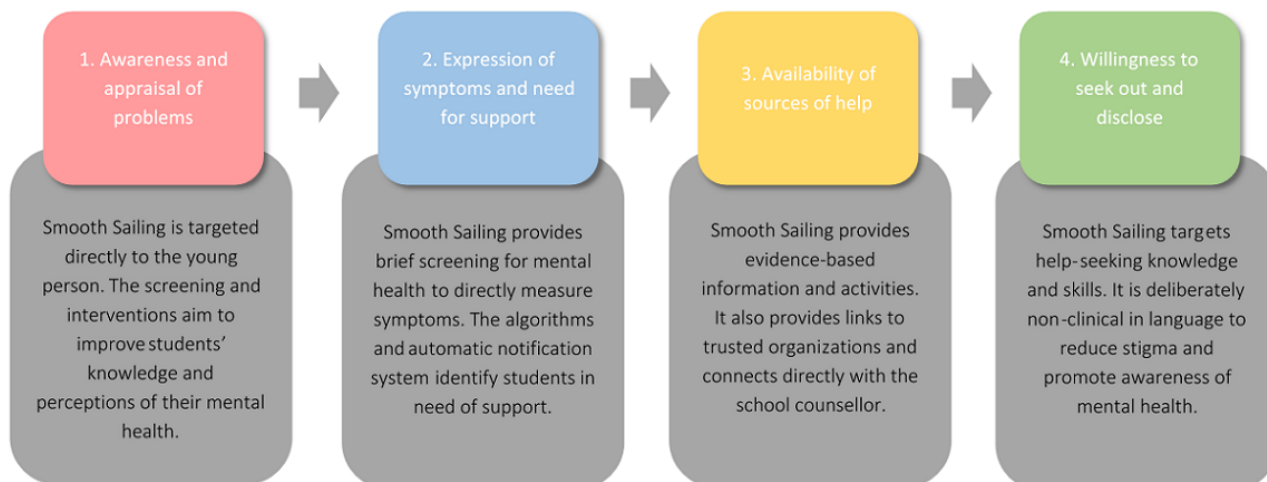 1. Awareness and
appraisal of
problems
Smooth Sailing is targeted
directly to the young
person. The screening and
interventions aim to
improve students’
knowledge and
perceptions of their mental
health.
2. Expression of
symptoms and need
for support
Smooth Sailing provides
brief screening for mental
health to directly measure
symptoms. The algorithms
and automatic notification
system identify students in
need of support.
3. Availability of
sources of help
Smooth Sailing provides
evidence-based
information and activities.
It also provides links to
trusted organizations and
connects directly with the
school counsellor.
4. Willingness to
seek out and
disclose
Smooth Sailing targets
help-seeking knowledge
and skills. It is deliberately
non-clinical in language to
reduce stigma and
promote awareness of
mental health.